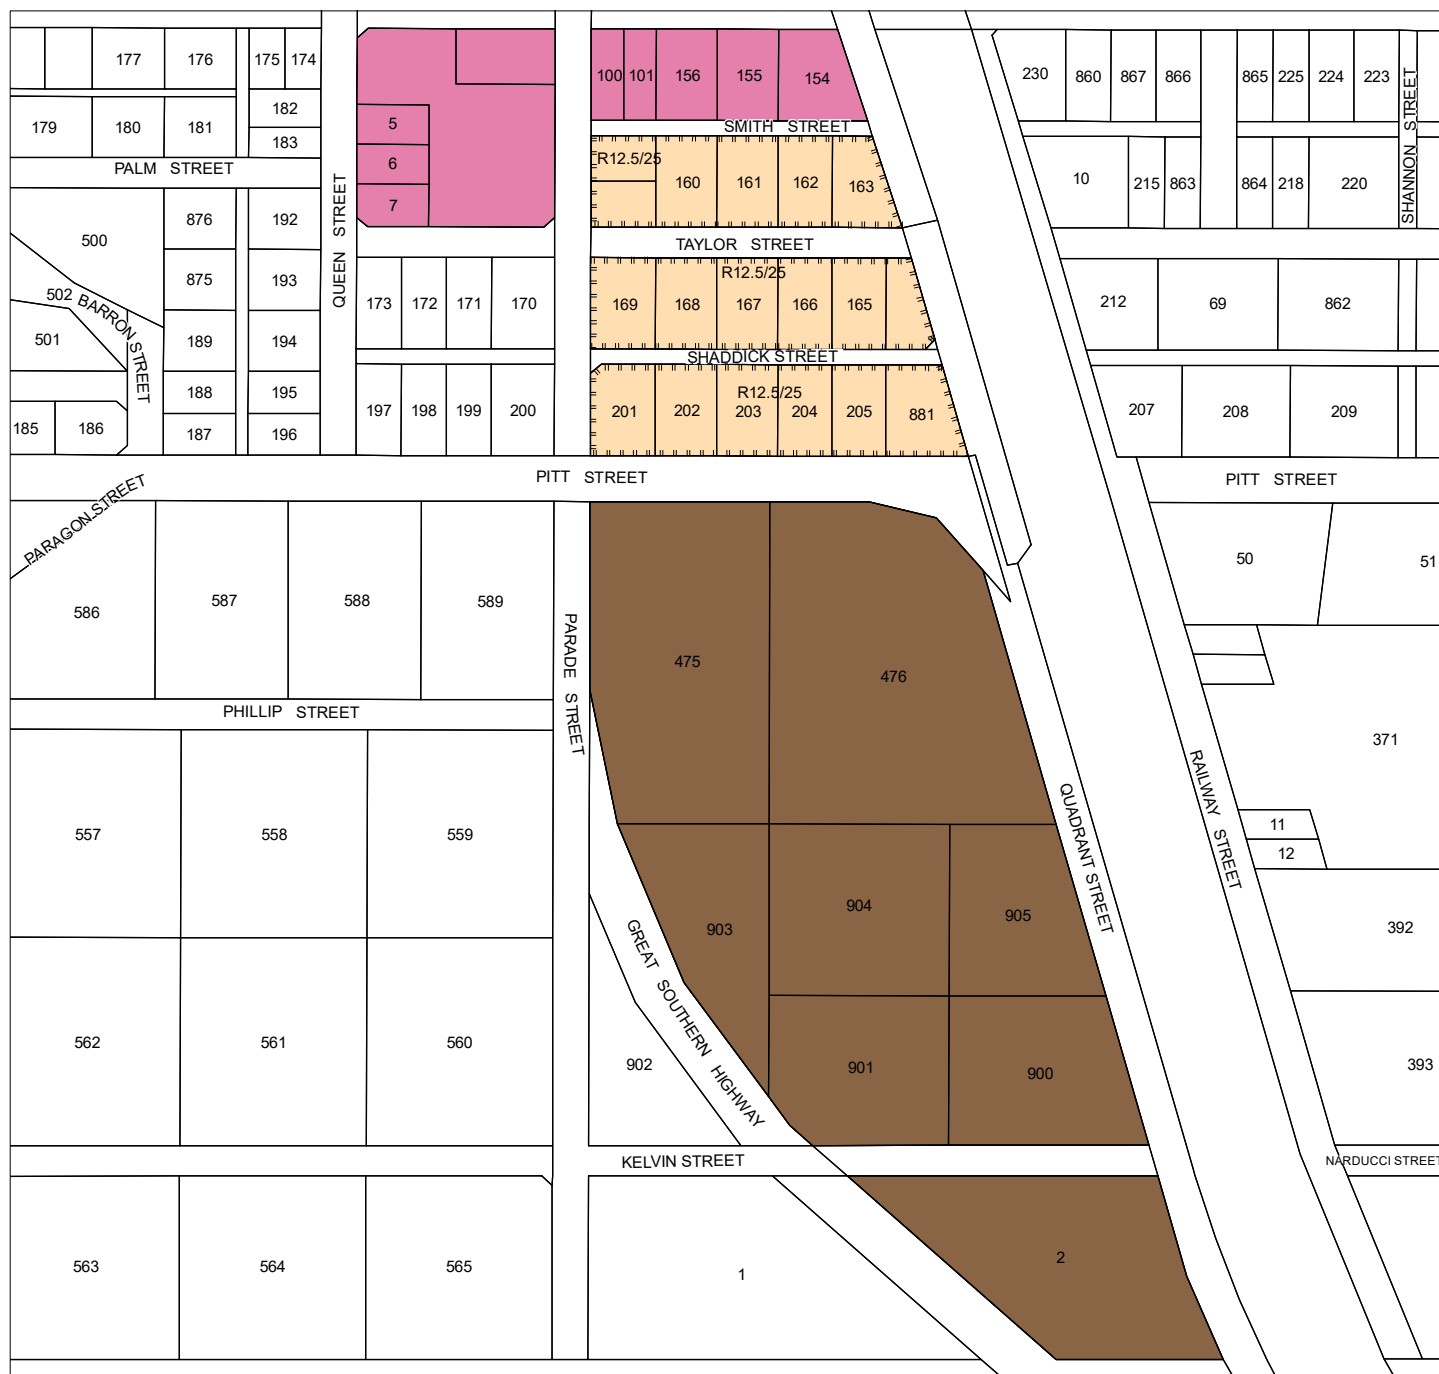 177 176 175 174
182
179 180 181
183
PALM STREET
QUEEN STREET
5
6
7
100 101 156 155 154
SMITH STREET
230 860 867 866 865 225 224 223
SHANNON STREET
R12.5/25
160 161 162 163
10 215 863 864 218 220
500 876 192
TAYLOR STREET
R12.5/25
502 875 193
BARRON STREET
501 189 194
173 172 171 170
169 168 167 166 165
212 69 862
SHADDICK STREET
R12.5/25
188 195
185 186 187 196
197 198 199 200
201 202 203 204 205 881
207 208 209
PITT STREET
PITT STREET
PARAGON STREET
586 587 588 589
PARADE STREET
475 476
50 51
PHILLIP STREET
371
RAILWAY STREET
QUADRANT STREET
557 558 559
11
12
903 904 905
392
GREAT SOUTHERN HIGHWAY
562 561 560
902 901 900
393
KELVIN STREET
NARDUCCI STREET
563 564 565
1 2